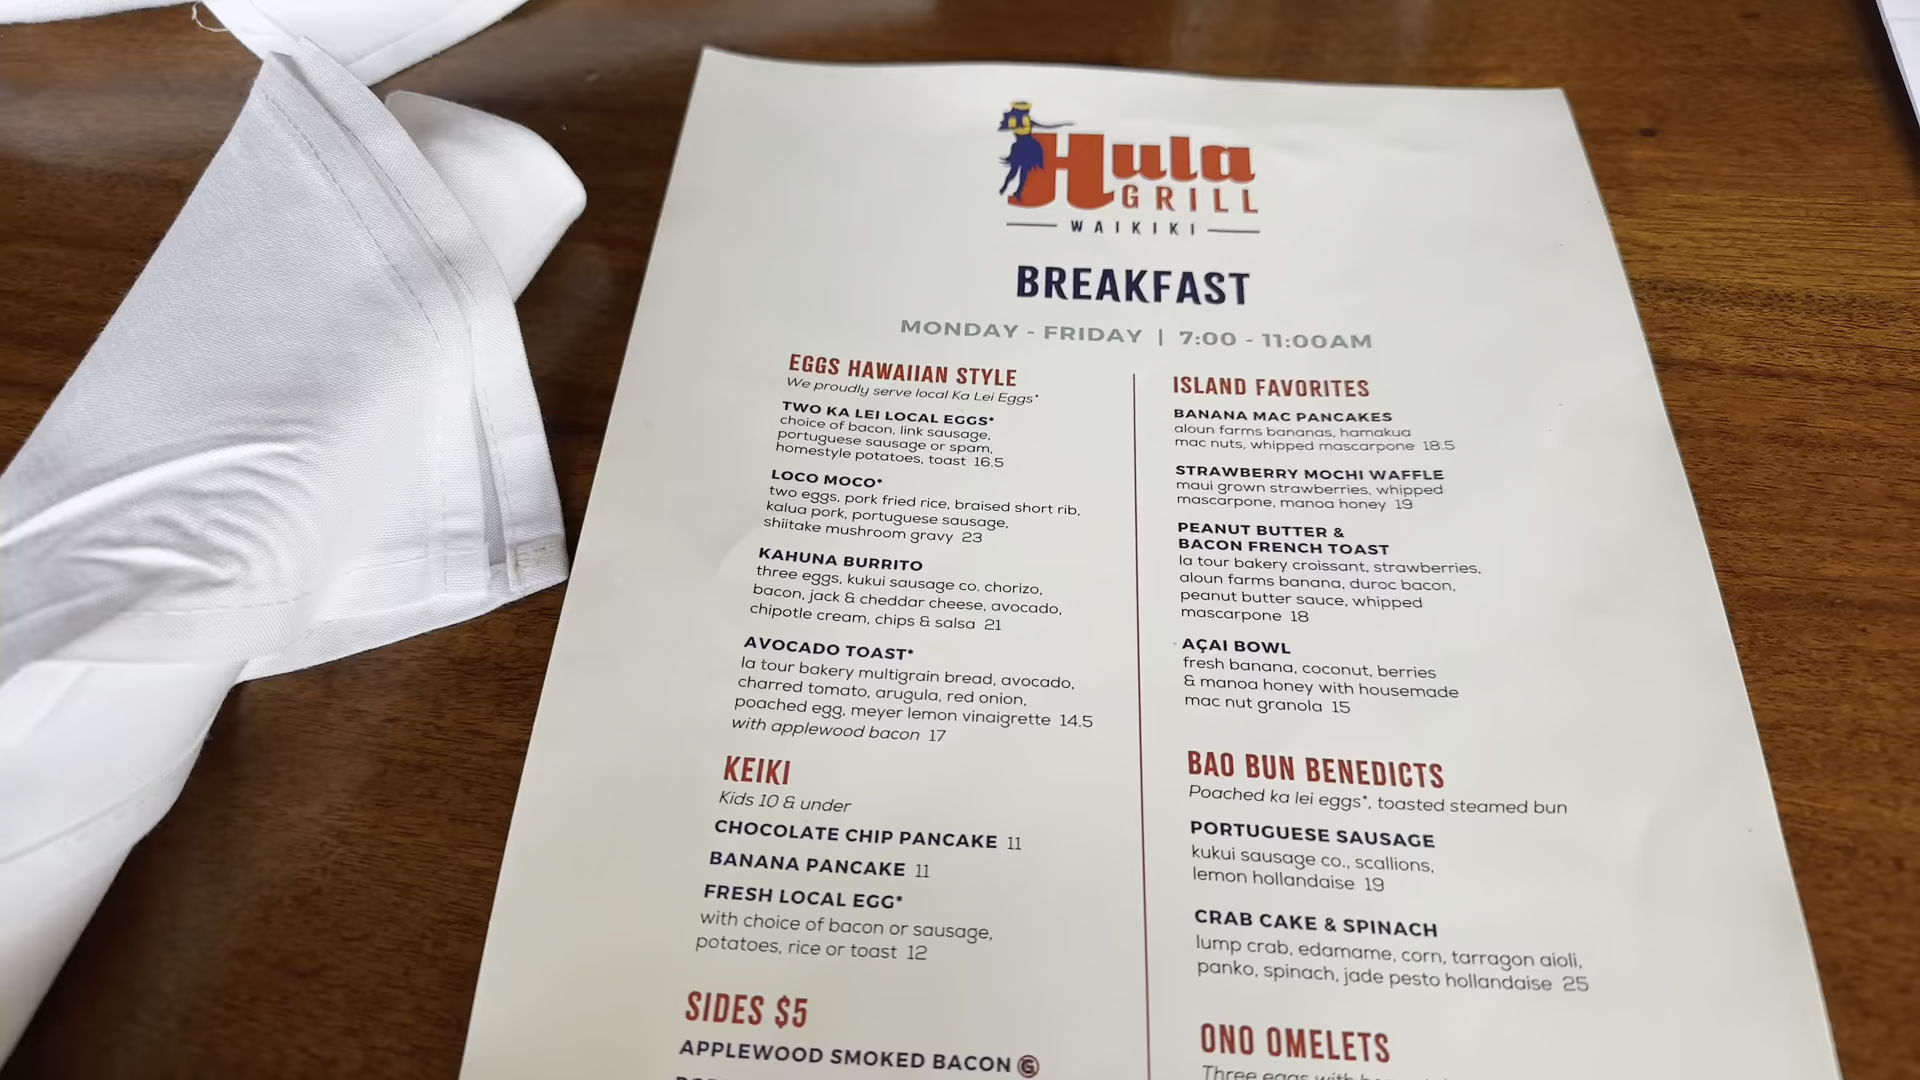 Hula
GRILL
WAIKIKI
BREAKFAST
MONDAY - FRIDAY | 7:00 - 11:00AM
EGGS HAWAIIAN STYLE
We proudly serve local Ka Lei Eggs*
TWO KA LEI LOCAL EGGS*
choice of bacon, link sausage,
portuguese sausage or spam,
homestyle potatoes, toast 16.5
LOCO MOCO*
two eggs, pork fried rice, braised short rib,
kalua pork, portuguese sausage,
shiitake mushroom gravy 23
KAHUNA BURRITO
three eggs, kukui sausage co. chorizo,
bacon, jack & cheddar cheese, avocado,
chipotle cream, chips & salsa 21
AVOCADO TOAST*
la tour bakery multigrain bread, avocado,
charred tomato, arugula, red onion,
poached egg, meyer lemon vinaigrette 14.5
with applewood bacon 17
KEIKI
Kids 10 & under
CHOCOLATE CHIP PANCAKE 11
BANANA PANCAKE 11
FRESH LOCAL EGG*
with choice of bacon or sausage,
potatoes, rice or toast 12
SIDES $5
APPLEWOOD SMOKED BACON G
ISLAND FAVORITES
BANANA MAC PANCAKES
aloun farms bananas, hamakua
mac nuts, whipped mascarpone 18.5
STRAWBERRY MOCHI WAFFLE
maui grown strawberries, whipped
mascarpone, manoa honey 19
PEANUT BUTTER &
BACON FRENCH TOAST
la tour bakery croissant, strawberries,
aloun farms banana, duroc bacon,
peanut butter sauce, whipped
mascarpone 18
AÇAI BOWL
fresh banana, coconut, berries
& manoa honey with housemade
mac nut granola 15
BAO BUN BENEDICTS
Poached ka lei eggs*, toasted steamed bun
PORTUGUESE SAUSAGE
kukui sausage co., scallions,
lemon hollandaise 19
CRAB CAKE & SPINACH
lump crab, edamame, corn, tarragon aioli,
panko, spinach, jade pesto hollandaise 25
ONO OMELETS
Three eggs with